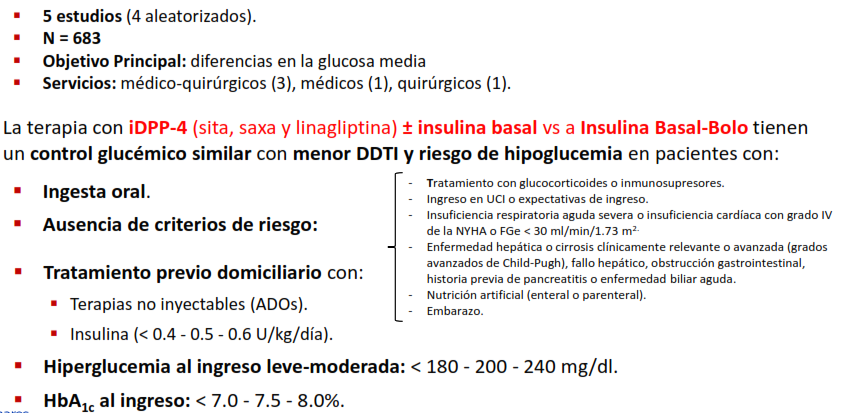 ▪ 5 estudios (4 aleatorizados).
▪ N = 683
▪ Objetivo Principal: diferencias en la glucosa media
▪ Servicios: médico-quirúrgicos (3), médicos (1), quirúrgicos (1).
La terapia con iDPP-4 (sita, saxa y linagliptina) ± insulina basal vs a Insulina Basal-Bolo tienen
un control glucémico similar con menor DDTI y riesgo de hipoglucemia en pacientes con:
▪ Ingesta oral.
▪ Ausencia de criterios de riesgo:
- Tratamiento con glucocorticoides o inmunosupresores.
- Ingreso en UCI o expectativas de ingreso.
- Insuficiencia respiratoria aguda severa o insuficiencia cardíaca con grado IV
de la NYHA o FGe < 30 ml/min/1.73 m².
- Enfermedad hepática o cirrosis clínicamente relevante o avanzada (grados
avanzados de Child-Pugh), fallo hepático, obstrucción gastrointestinal,
historia previa de pancreatitis o enfermedad biliar aguda.
- Nutrición artificial (enteral o parenteral).
- Embarazo.
▪ Tratamiento previo domiciliario con:
▪ Terapias no inyectables (ADOs).
▪ Insulina (< 0.4 - 0.5 - 0.6 U/kg/día).
▪ Hiperglucemia al ingreso leve-moderada: < 180 - 200 - 240 mg/dl.
▪ HbA1c al ingreso: < 7.0 - 7.5 - 8.0%.